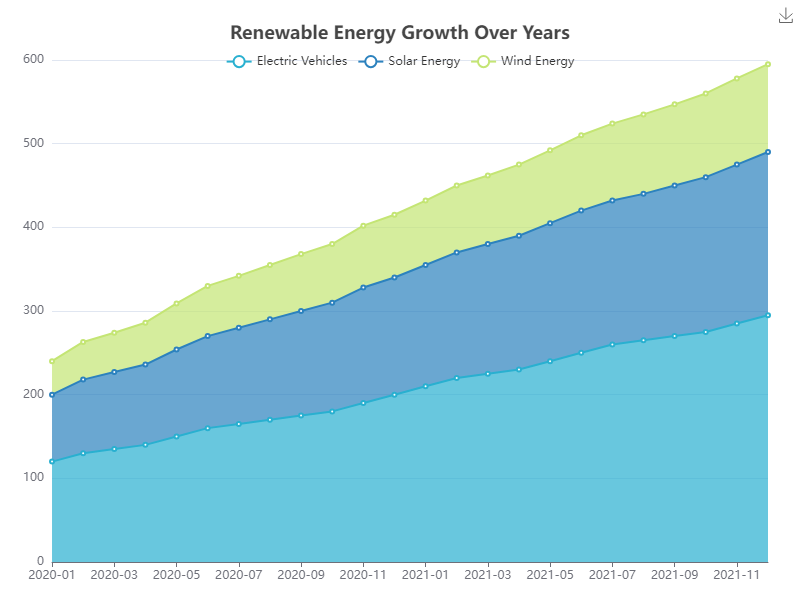 Renewable Energy Growth Over Years
Electric Vehicles Solar Energy Wind Energy
600
500
400
300
200
100
0
2020-01 2020-03 2020-05 2020-07 2020-09 2020-11 2021-01 2021-03 2021-05 2021-07 2021-09 2021-11